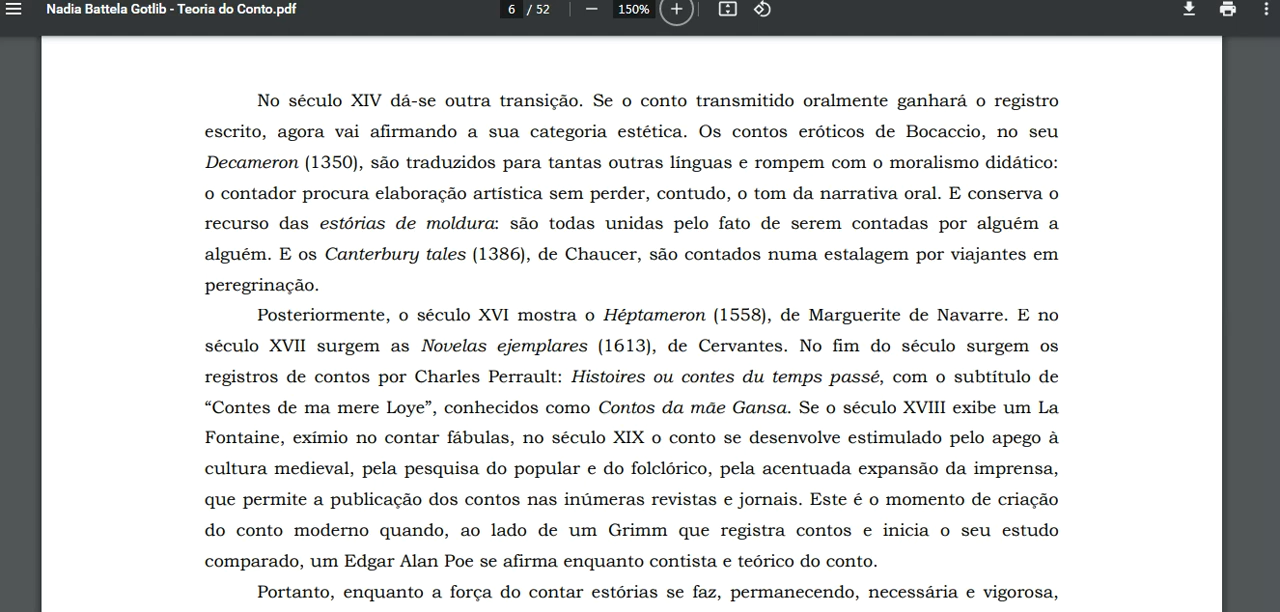 Nadia Battela Gotlib - Teoria do Conto.pdf
6 / 52
150%
No século XIV dá-se outra transição. Se o conto transmitido oralmente ganhará o registro
escrito, agora vai afirmando a sua categoria estética. Os contos eróticos de Bocaccio, no seu
Decameron (1350), são traduzidos para tantas outras línguas e rompem com o moralismo didático:
o contador procura elaboração artística sem perder, contudo, o tom da narrativa oral. E conserva o
recurso das estórias de moldura: são todas unidas pelo fato de serem contadas por alguém a
alguém. E os Canterbury tales (1386), de Chaucer, são contados numa estalagem por viajantes em
peregrinação.
Posteriormente, o século XVI mostra o Héptameron (1558), de Marguerite de Navarre. E no
século XVII surgem as Novelas ejemplares (1613), de Cervantes. No fim do século surgem os
registros de contos por Charles Perrault: Histoires ou contes du temps passé, com o subtítulo de
“Contes de ma mere Loye”, conhecidos como Contos da mãe Gansa. Se o século XVIII exibe um La
Fontaine, exímio no contar fábulas, no século XIX o conto se desenvolve estimulado pelo apego à
cultura medieval, pela pesquisa do popular e do folclórico, pela acentuada expansão da imprensa,
que permite a publicação dos contos nas inúmeras revistas e jornais. Este é o momento de criação
do conto moderno quando, ao lado de um Grimm que registra contos e inicia o seu estudo
comparado, um Edgar Alan Poe se afirma enquanto contista e teórico do conto.
Portanto, enquanto a força do contar estórias se faz, permanecendo, necessária e vigorosa,